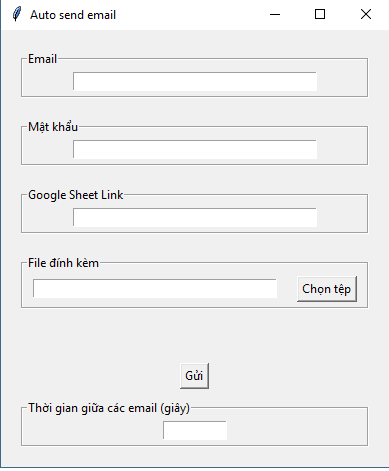 Auto send email
Email
Mật khẩu
Google Sheet Link
File đính kèm
Chọn tệp
Gửi
Thời gian giữa các email (giây)